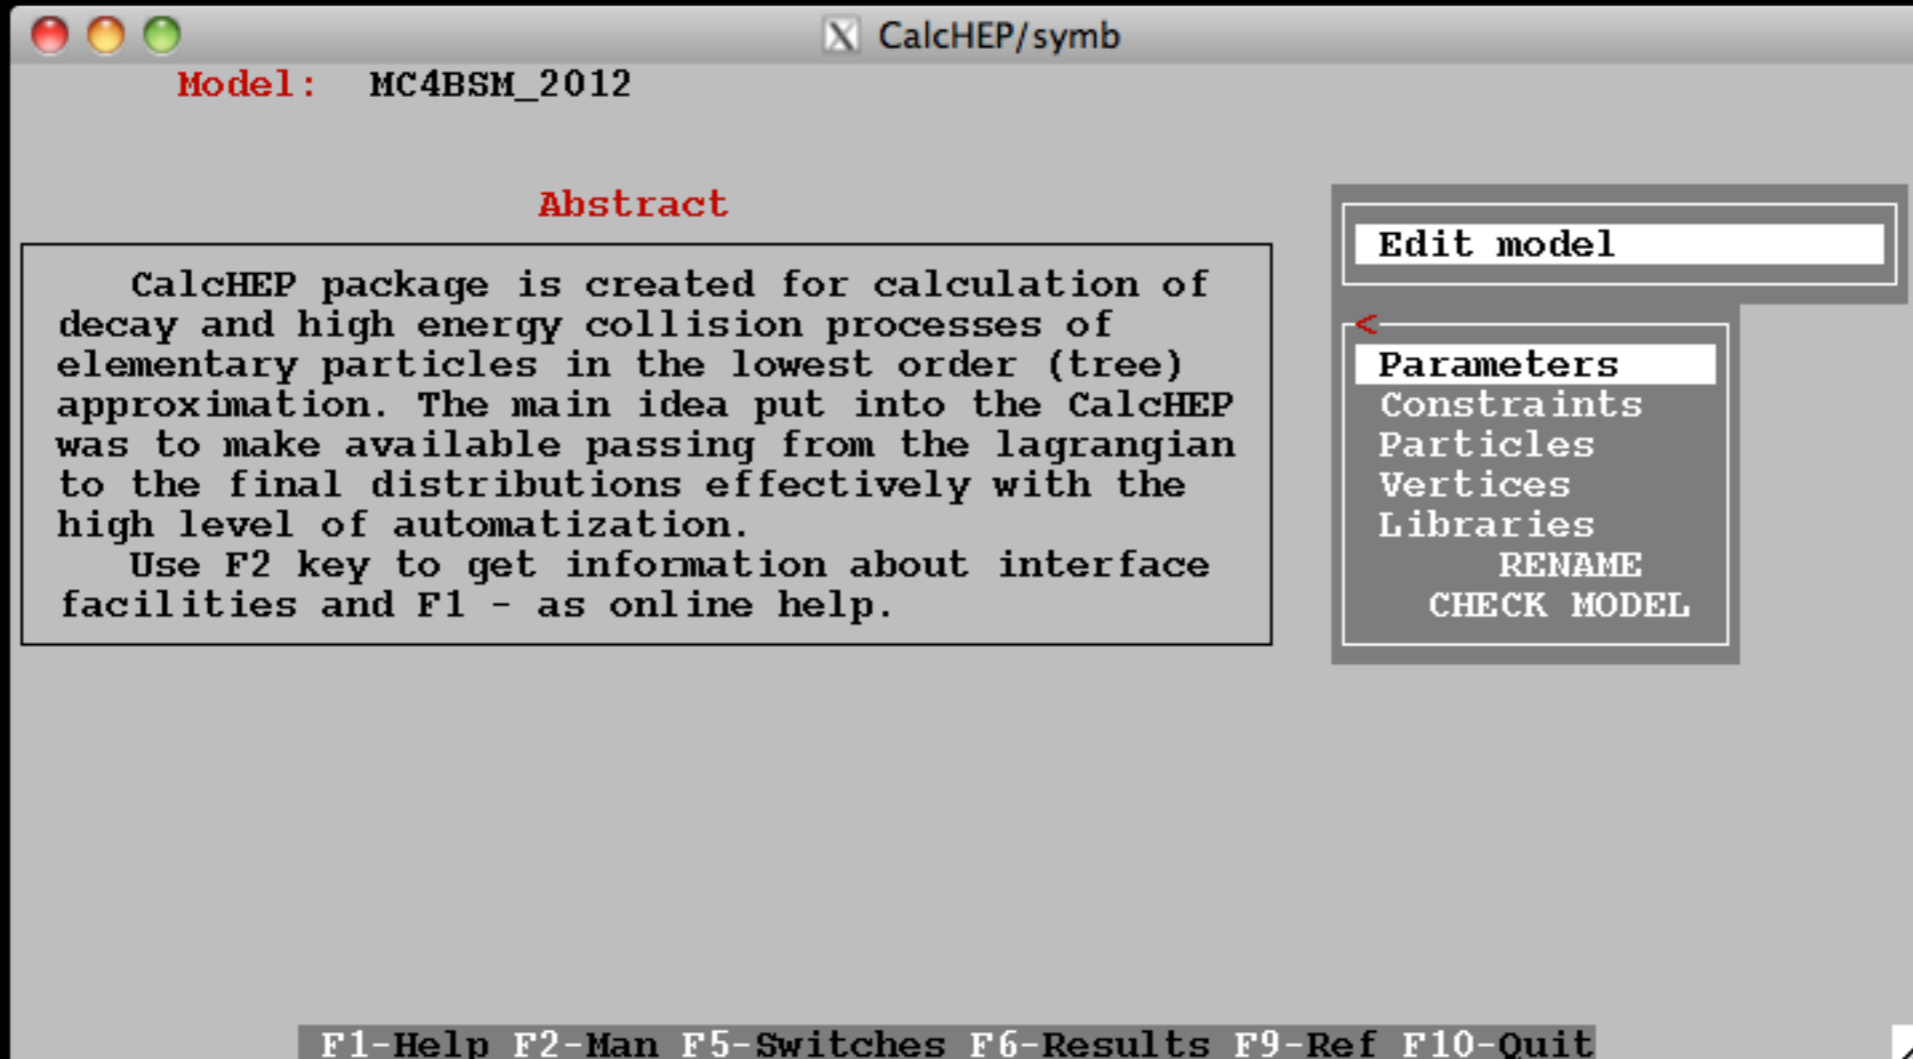 CalcHEP/symb
Model: MC4BSM_2012
Abstract
CalcHEP package is created for calculation of
decay and high energy collision processes of
elementary particles in the lowest order (tree)
approximation. The main idea put into the CalcHEP
was to make available passing from the lagrangian
to the final distributions effectively with the
high level of automatization.
Use F2 key to get information about interface
facilities and F1 - as online help.
Edit model
<
Parameters
Constraints
Particles
Vertices
Libraries
RENAME
CHECK MODEL
F1-Help F2-Man F5-Switches F6-Results F9-Ref F10-Quit